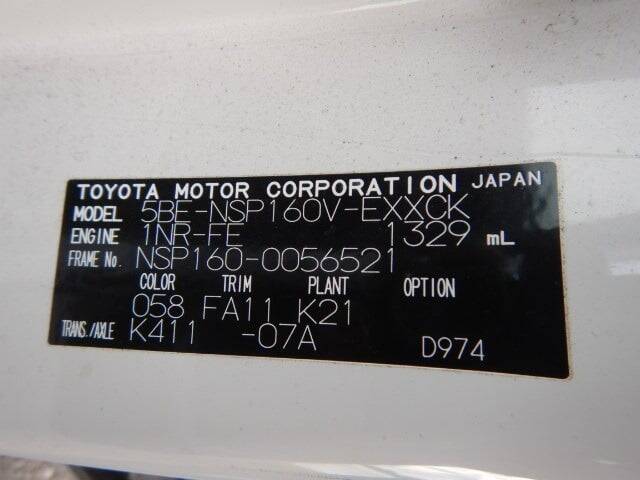 TOYOTA MOTOR CORPORATION JAPAN
MODEL 5BE-NSP160V-EXXCK
ENGINE 1NR-FE 1329 mL
FRAME No. NSP160-0056521
COLOR TRIM PLANT OPTION
058 FA11 K21
TRANS./AXLE K411 -07A D974